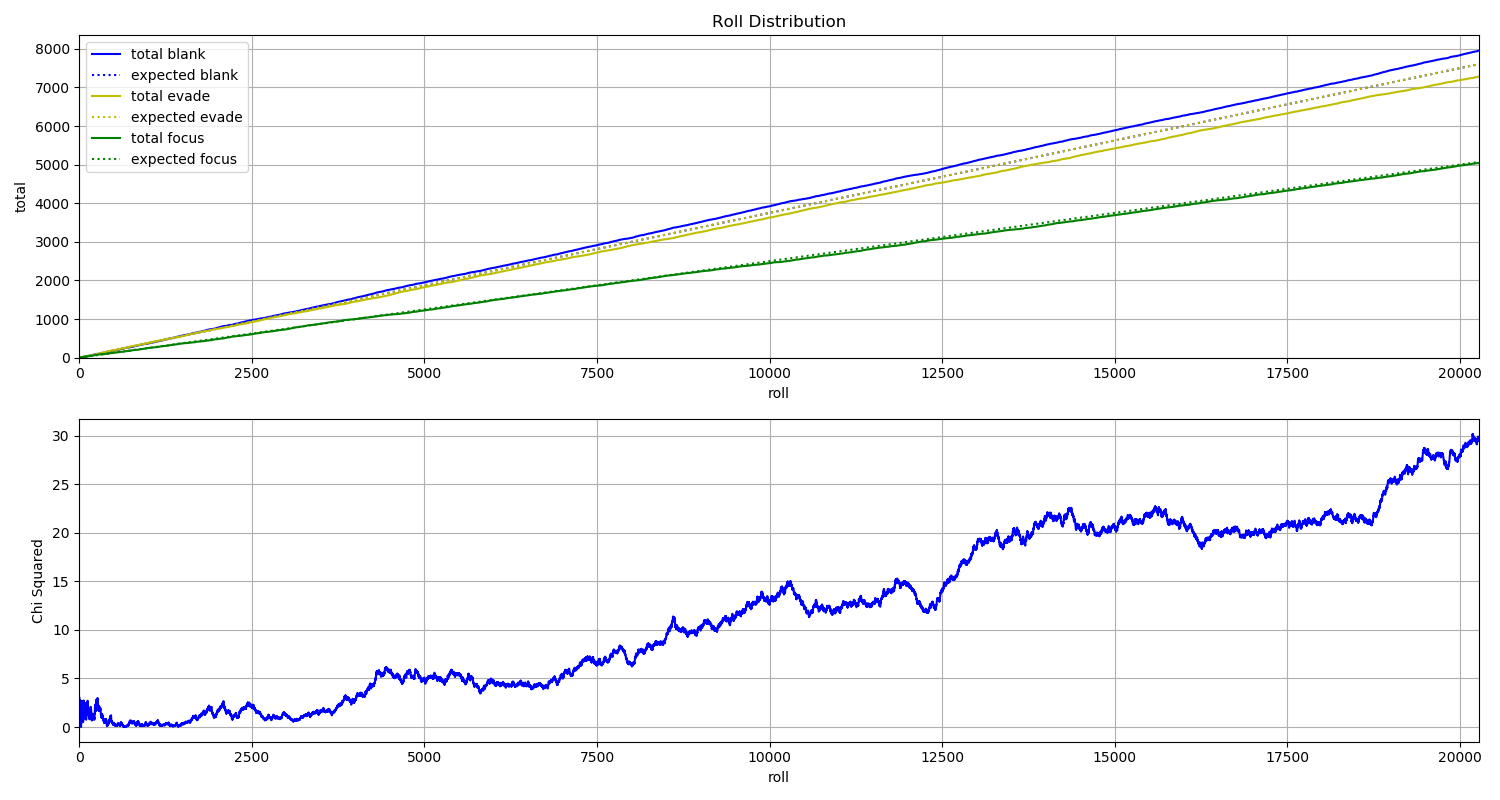 Roll Distribution
total blank
expected blank
total evade
expected evade
total focus
expected focus
8000
7000
6000
5000
4000
3000
2000
1000
0
total
0 2500 5000 7500 10000 12500 15000 17500 20000
roll
30
25
20
15
10
5
0
Chi Squared
0 2500 5000 7500 10000 12500 15000 17500 20000
roll